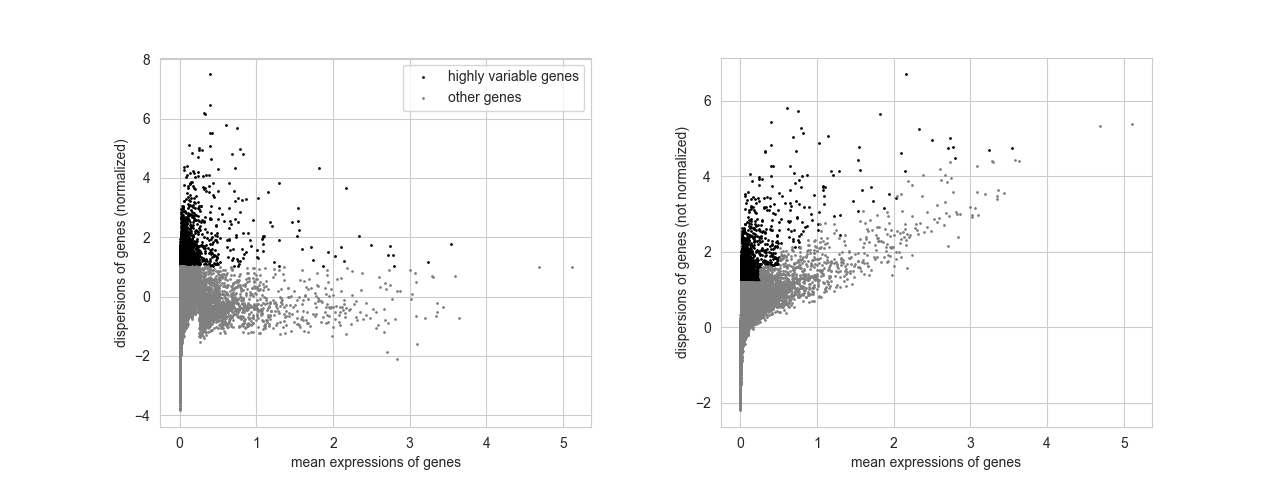 8
6
4
2
0
−2
−4
dispersions of genes (normalized)
highly variable genes
other genes
0 1 2 3 4 5
mean expressions of genes
6
4
2
0
−2
dispersions of genes (not normalized)
0 1 2 3 4 5
mean expressions of genes